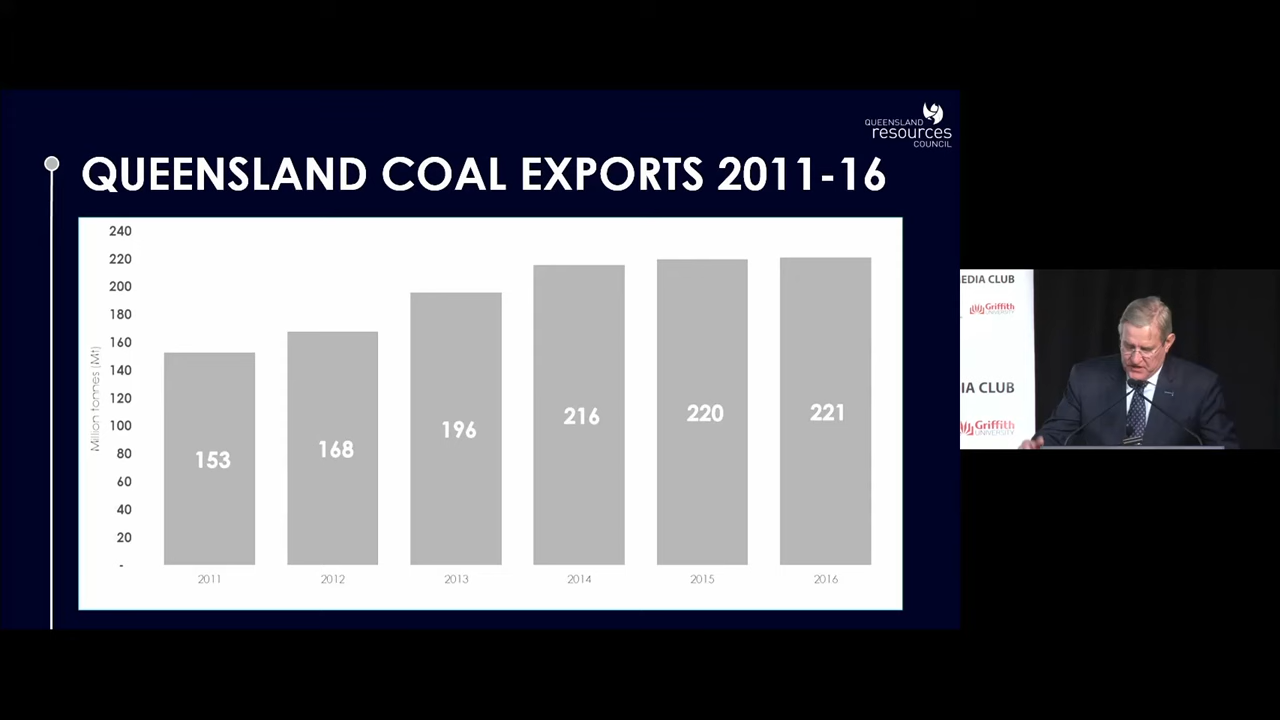 QUEENSLAND
resources
COUNCIL
QUEENSLAND COAL EXPORTS 2011-16
Million tonnes (Mt)
240
220
200
180
160
140
120
100
80
60
40
20
-
153
168
196
216
220
221
2011
2012
2013
2014
2015
2016
EDIA CLUB
Griffith
UNIVERSITY
IA CLUB
Griffith
UNIVERSITY